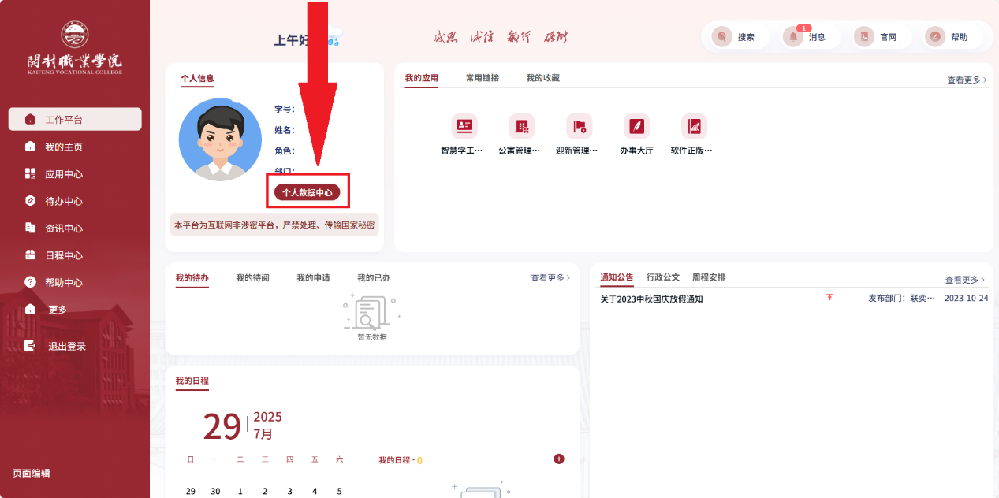 開封職業學院
KAIFENG VOCATIONAL COLLEGE
工作平台
我的主页
应用中心
待办中心
资讯中心
日程中心
帮助中心
更多
退出登录
页面编辑
上午好
感恩 诚信 敏行
搜索
1
消息
官网
帮助
个人信息
学号：
姓名：
角色：
部门：
个人数据中心
本平台为互联网非涉密平台，严禁处理、传输国家秘密
我的应用 常用链接 我的收藏 查看更多
智慧学工… 公寓管理… 迎新管理… 办事大厅 软件正版…
我的待办 我的待阅 我的申请 我的已办 查看更多
暂无数据
通知公告 行政公文 周程安排 查看更多
关于2023中秋国庆放假通知 发布部门：联奕… 2023-10-24
我的日程
29
2025
7月
日 一 二 三 四 五 六
29 30 1 2 3 4 5
我的日程·0